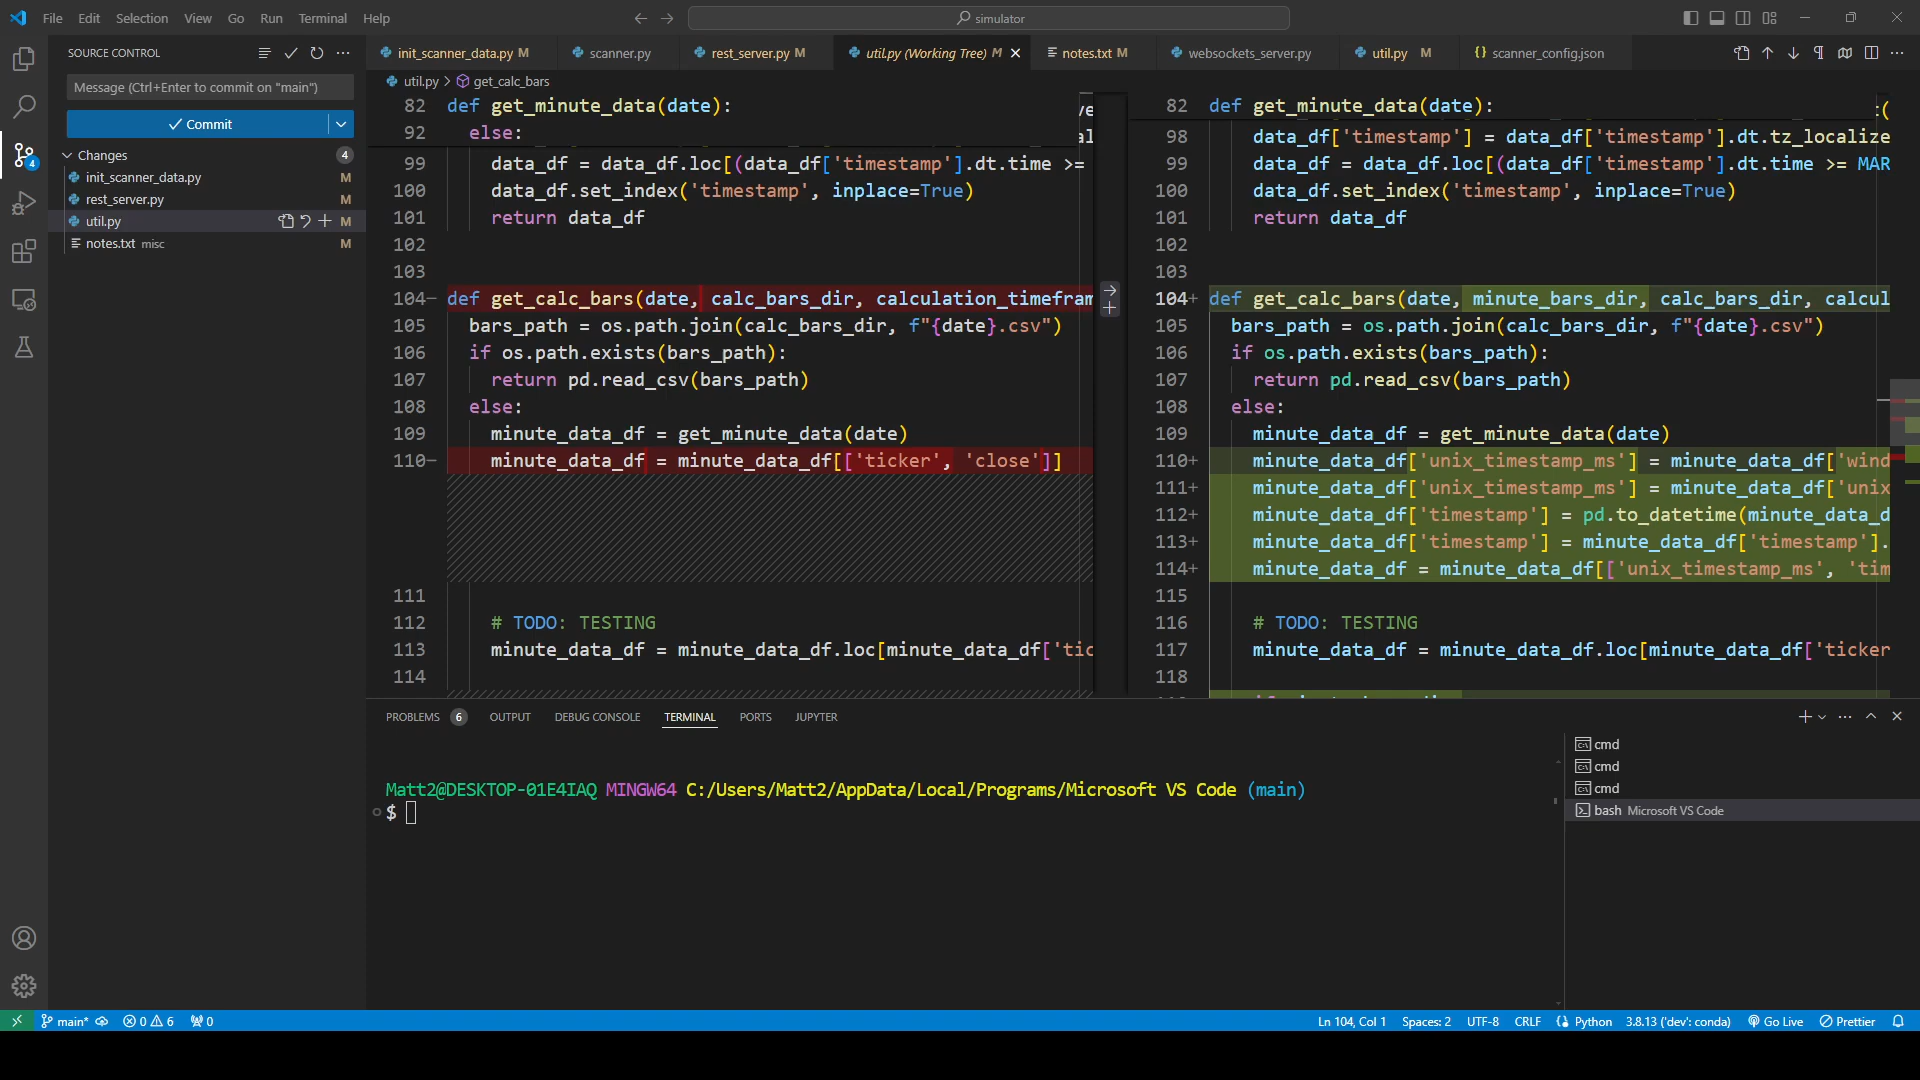 File Edit Selection View Go Run Terminal Help
simulator
SOURCE CONTROL
init_scanner_data.py M
scanner.py
rest_server.py M
util.py (Working Tree) M
notes.txt M
websockets_server.py
util.py M
scanner_config.json
util.py > get_calc_bars
Message (Ctrl+Enter to commit on "main")
Commit
Changes 4
init_scanner_data.py M
rest_server.py M
util.py M
notes.txt misc M
4
82 def get_minute_data(date):
92 else:
99 data_df = data_df.loc[(data_df['timestamp'].dt.time >=
100 data_df.set_index('timestamp', inplace=True)
101 return data_df
102
103
104− def get_calc_bars(date, calc_bars_dir, calculation_timefram
105 bars_path = os.path.join(calc_bars_dir, f"{date}.csv")
106 if os.path.exists(bars_path):
107 return pd.read_csv(bars_path)
108 else:
109 minute_data_df = get_minute_data(date)
110− minute_data_df = minute_data_df[['ticker', 'close']]
111
112 # TODO: TESTING
113 minute_data_df = minute_data_df.loc[minute_data_df['tic
114
82 def get_minute_data(date):
98 data_df['timestamp'] = data_df['timestamp'].dt.tz_localize
99 data_df = data_df.loc[(data_df['timestamp'].dt.time >= MAR
100 data_df.set_index('timestamp', inplace=True)
101 return data_df
102
103
104+ def get_calc_bars(date, minute_bars_dir, calc_bars_dir, calcul
105 bars_path = os.path.join(calc_bars_dir, f"{date}.csv")
106 if os.path.exists(bars_path):
107 return pd.read_csv(bars_path)
108 else:
109 minute_data_df = get_minute_data(date)
110+ minute_data_df['unix_timestamp_ms'] = minute_data_df['wind
111+ minute_data_df['unix_timestamp_ms'] = minute_data_df['unix
112+ minute_data_df['timestamp'] = pd.to_datetime(minute_data_d
113+ minute_data_df['timestamp'] = minute_data_df['timestamp'].
114+ minute_data_df = minute_data_df[['unix_timestamp_ms', 'tim
115
116 # TODO: TESTING
117 minute_data_df = minute_data_df.loc[minute_data_df['ticker
118
PROBLEMS 6 OUTPUT DEBUG CONSOLE TERMINAL PORTS JUPYTER
Matt2@DESKTOP-01E4IAQ MINGW64 C:/Users/Matt2/AppData/Local/Programs/Microsoft VS Code (main)
$
cmd
cmd
cmd
bash Microsoft VS Code
main* 0 6 0 Ln 104, Col 1 Spaces: 2 UTF-8 CRLF Python 3.8.13 ('dev': conda) Go Live Prettier